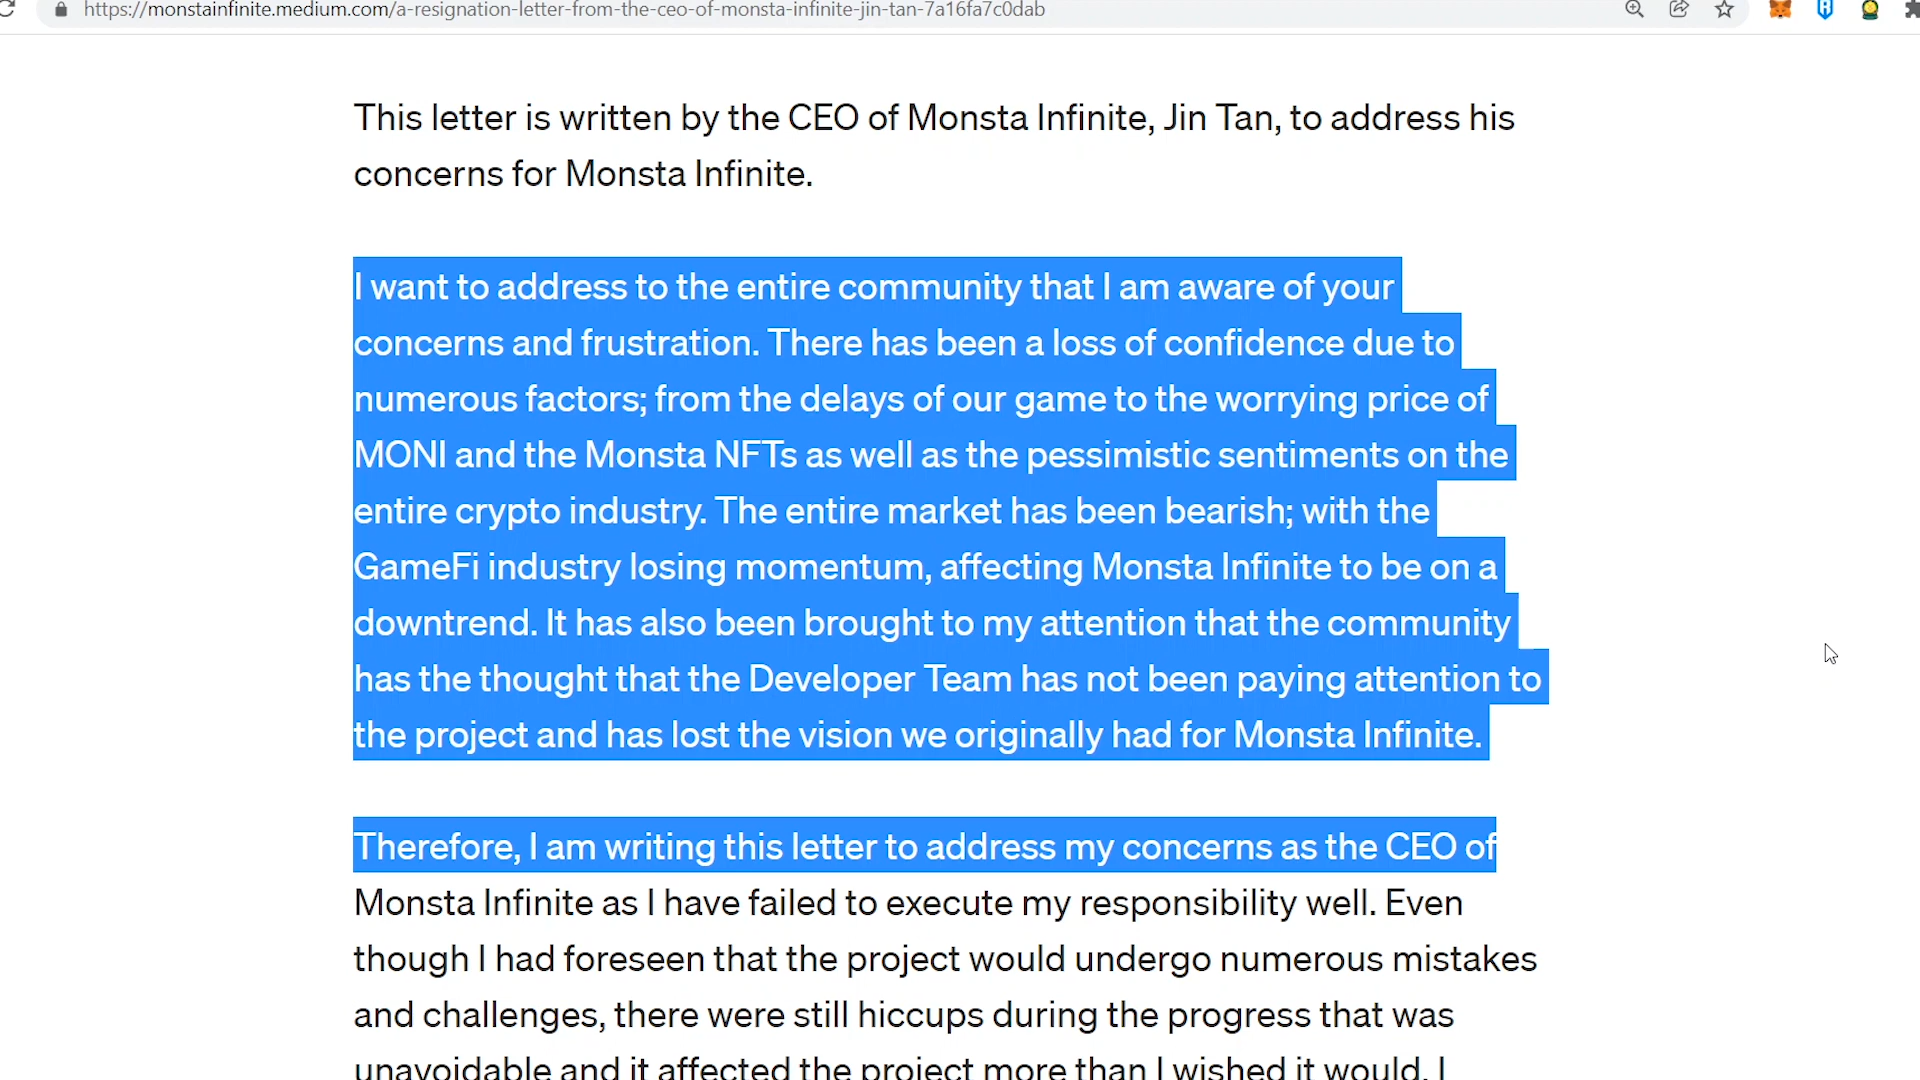 https://monstainfinite.medium.com/a-resignation-letter-from-the-ceo-of-monsta-infinite-jin-tan-7a16fa7c0dab
This letter is written by the CEO of Monsta Infinite, Jin Tan, to address his
concerns for Monsta Infinite.
I want to address to the entire community that I am aware of your
concerns and frustration. There has been a loss of confidence due to
numerous factors; from the delays of our game to the worrying price of
MONI and the Monsta NFTs as well as the pessimistic sentiments on the
entire crypto industry. The entire market has been bearish; with the
GameFi industry losing momentum, affecting Monsta Infinite to be on a
downtrend. It has also been brought to my attention that the community
has the thought that the Developer Team has not been paying attention to
the project and has lost the vision we originally had for Monsta Infinite.
Therefore, I am writing this letter to address my concerns as the CEO of
Monsta Infinite as I have failed to execute my responsibility well. Even
though I had foreseen that the project would undergo numerous mistakes
and challenges, there were still hiccups during the progress that was
unavoidable and it affected the project more than I wished it would. I